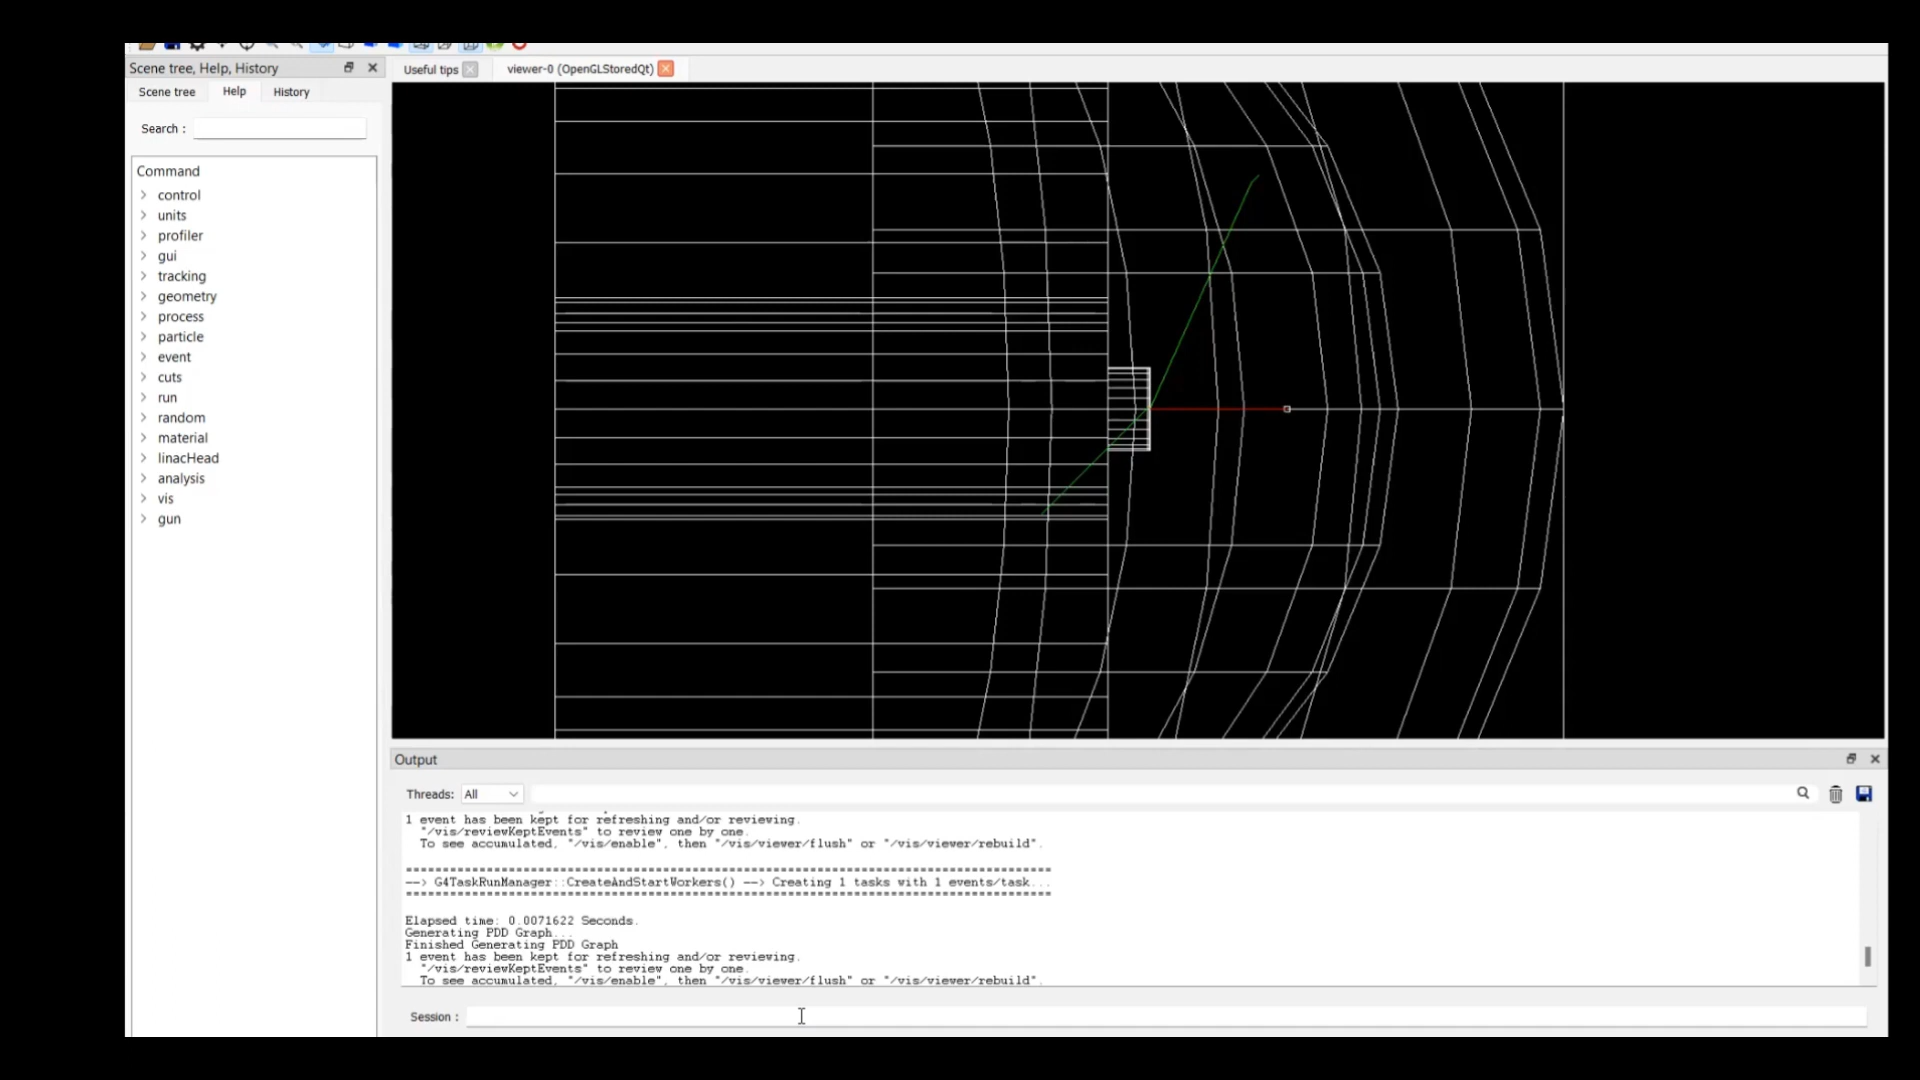 Scene tree, Help, History
Useful tips
viewer-0 (OpenGLStoredQt)
Scene tree
Help
History
Search :
Command
control
units
profiler
gui
tracking
geometry
process
particle
event
cuts
run
random
material
linacHead
analysis
vis
gun
Output
Threads: All
1 event has been kept for refreshing and/or reviewing.
"/vis/reviewKeptEvents" to review one by one.
To see accumulated, "/vis/enable", then "/vis/viewer/flush" or "/vis/viewer/rebuild".
--> G4TaskRunManager::CreateAndStartWorkers() --> Creating 1 tasks with 1 events/task...
Elapsed time: 0.0071622 Seconds.
Generating PDD Graph...
Finished Generating PDD Graph
1 event has been kept for refreshing and/or reviewing.
"/vis/reviewKeptEvents" to review one by one.
To see accumulated, "/vis/enable", then "/vis/viewer/flush" or "/vis/viewer/rebuild".
Session :